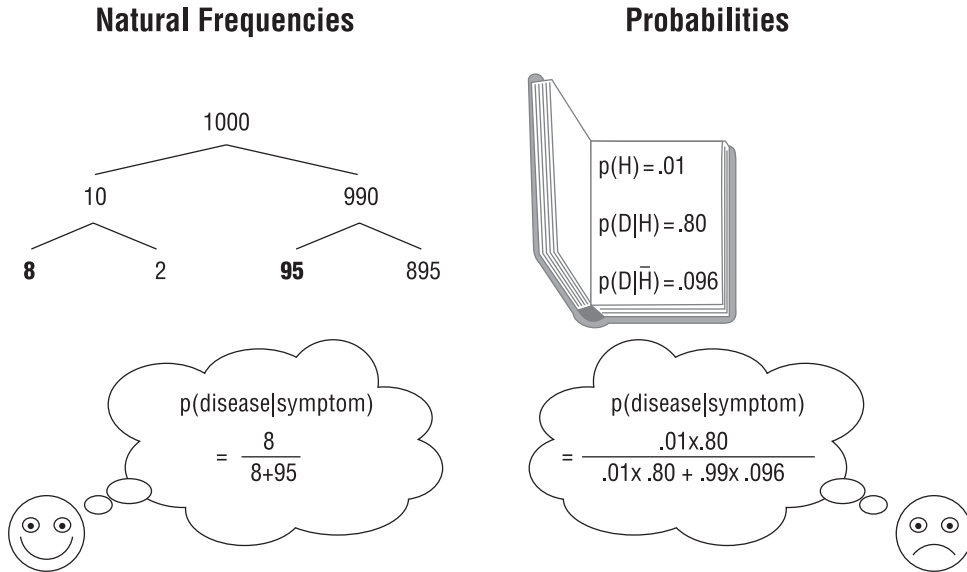 Natural Frequencies
1000
10 990
8 2 95 895
p(disease|symptom)
= 8
8+95
Probabilities
p(H) = .01
p(D|H) = .80
p(D|H̄) = .096
p(disease|symptom)
= .01x.80
.01x .80 + .99x .096